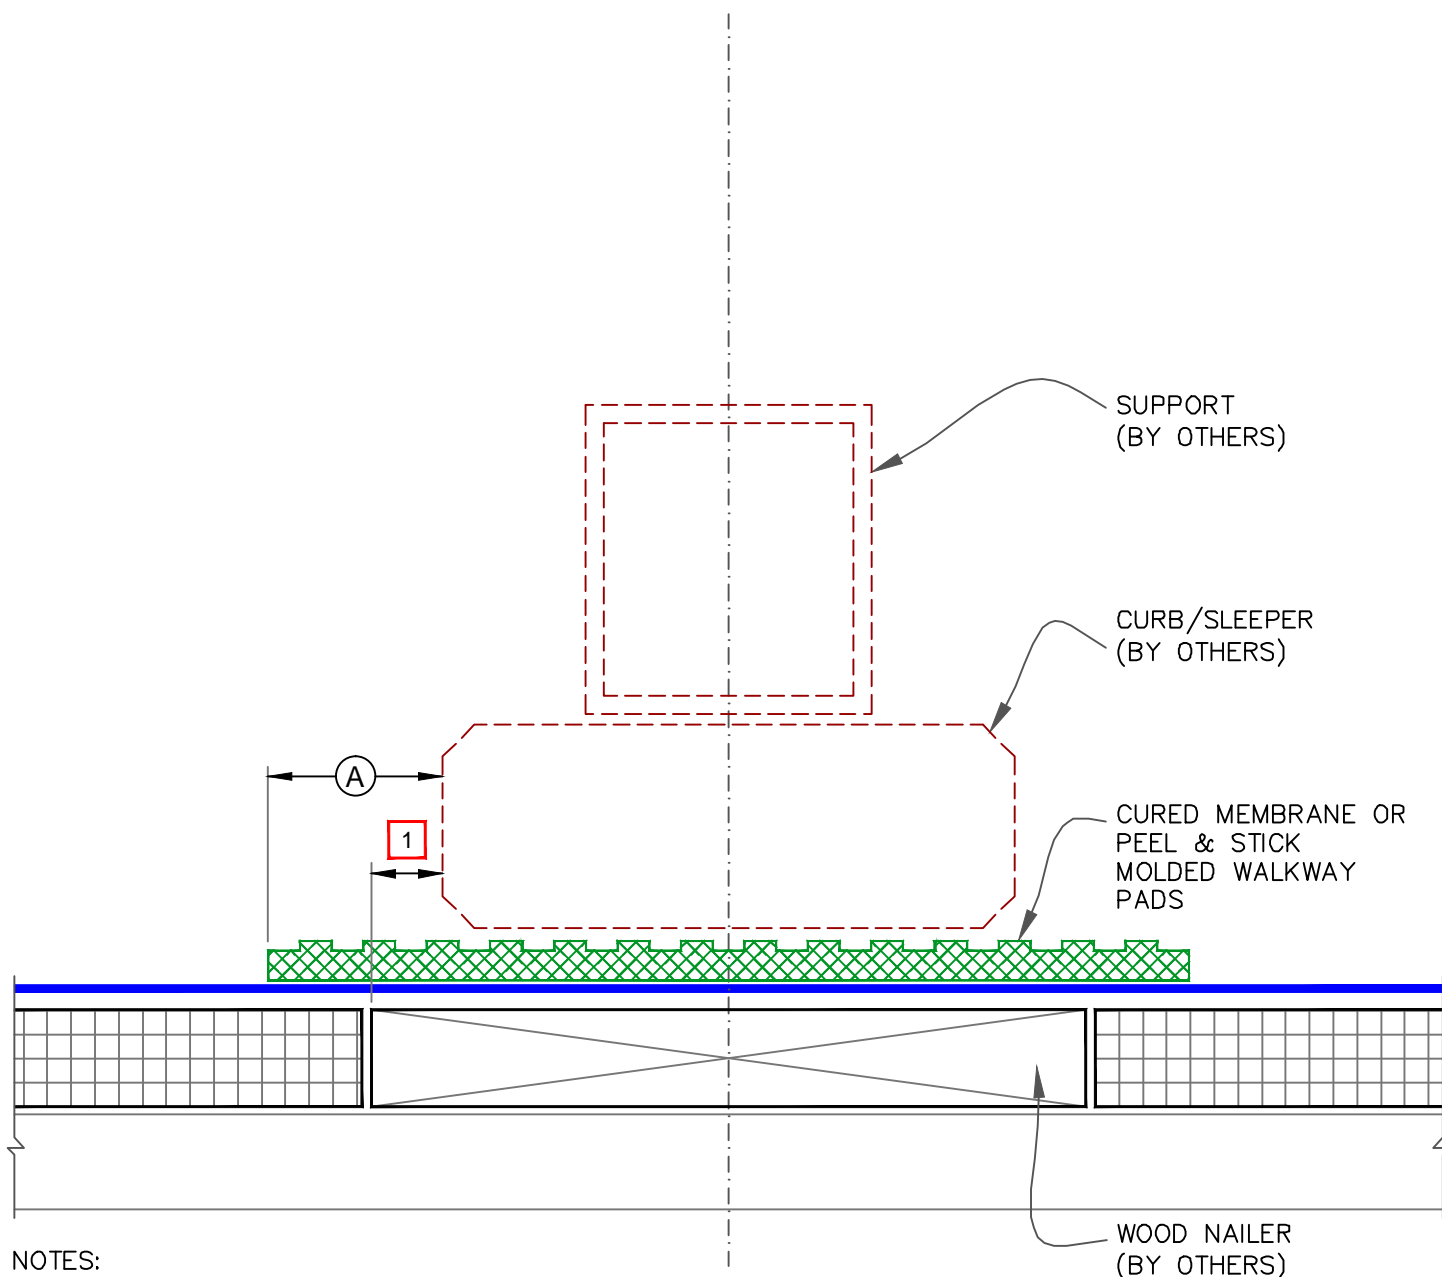 SUPPORT
(BY OTHERS)
CURB/SLEEPER
(BY OTHERS)
A
1
CURED MEMBRANE OR
PEEL & STICK
MOLDED WALKWAY
PADS
WOOD NAILER
(BY OTHERS)
NOTES: